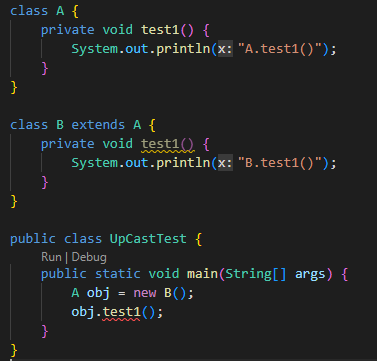 class A {
    private void test1() {
        System.out.println(x:"A.test1()");
    }
}

class B extends A {
    private void test1() {
        System.out.println(x:"B.test1()");
    }
}

public class UpCastTest {
    Run | Debug
    public static void main(String[] args) {
        A obj = new B();
        obj.test1();
    }
}